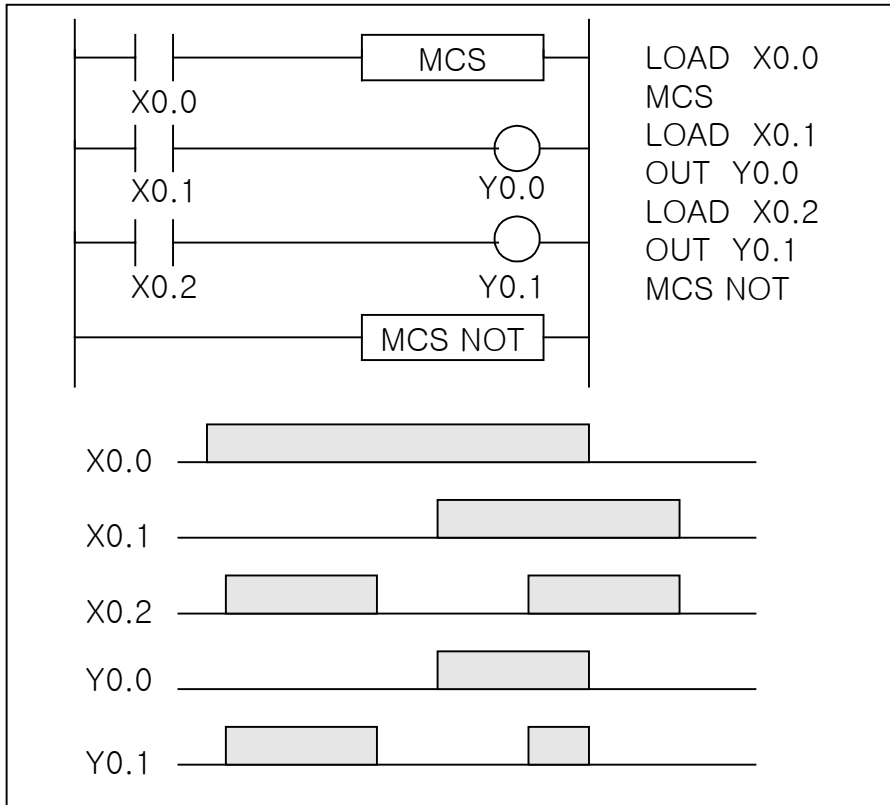 MCS
X0.0
X0.1
Y0.0
X0.2
Y0.1
MCS NOT
LOAD X0.0
MCS
LOAD X0.1
OUT Y0.0
LOAD X0.2
OUT Y0.1
MCS NOT
X0.0
X0.1
X0.2
Y0.0
Y0.1